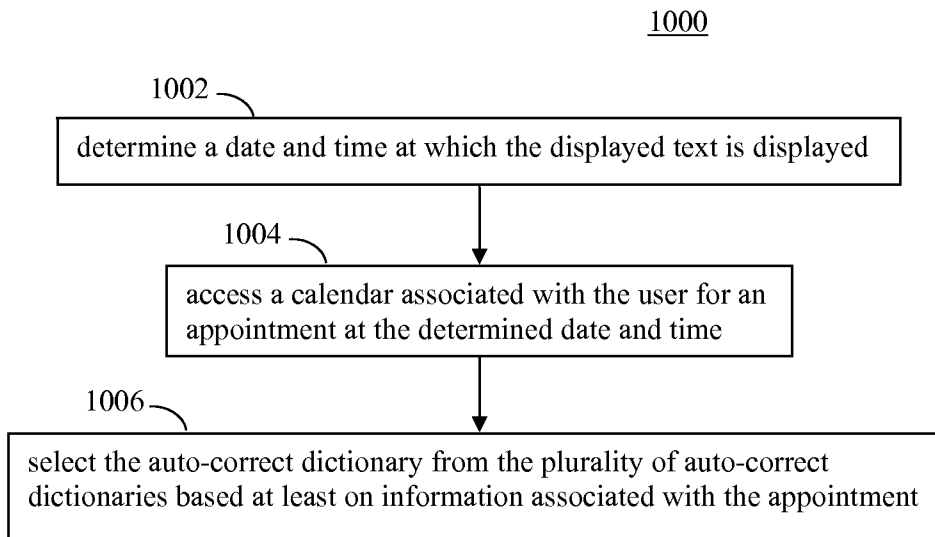 1000
1002
determine a date and time at which the displayed text is displayed
1004
access a calendar associated with the user for an
appointment at the determined date and time
1006
select the auto-correct dictionary from the plurality of auto-correct
dictionaries based at least on information associated with the appointment